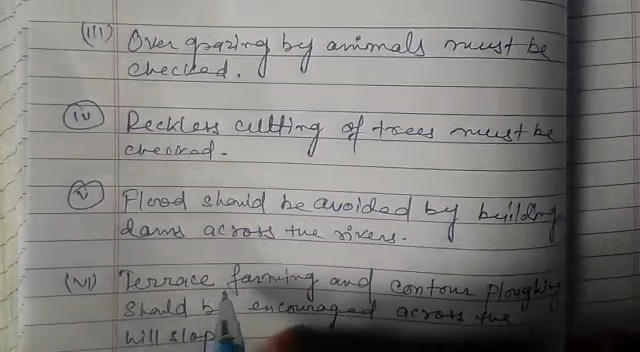 (III) Over grazing by animals must be
checked.
(iv) Reckless cutting of trees must be
checked.
(v) Flood should be avoided by building
dams across the rivers.
(VI) Terrace farming and contour ploughing
should be encouraged across the
hill slop